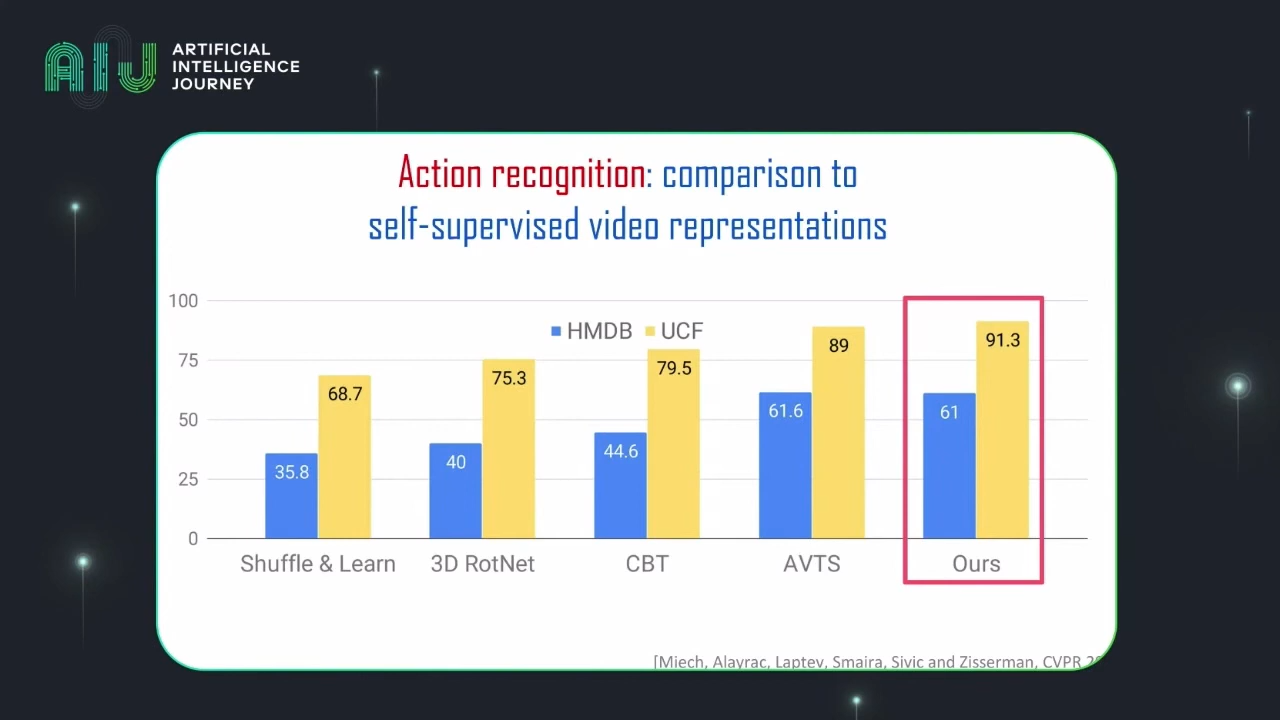 ARTIFICIAL
INTELLIGENCE
JOURNEY
Action recognition: comparison to
self-supervised video representations
HMDB UCF
100
75
50
25
0
35.8 68.7
40 75.3
44.6 79.5
61.6 89
61 91.3
Shuffle & Learn 3D RotNet CBT AVTS Ours
[Miech, Alayrac, Laptev, Smaira, Sivic and Zisserman, CVPR